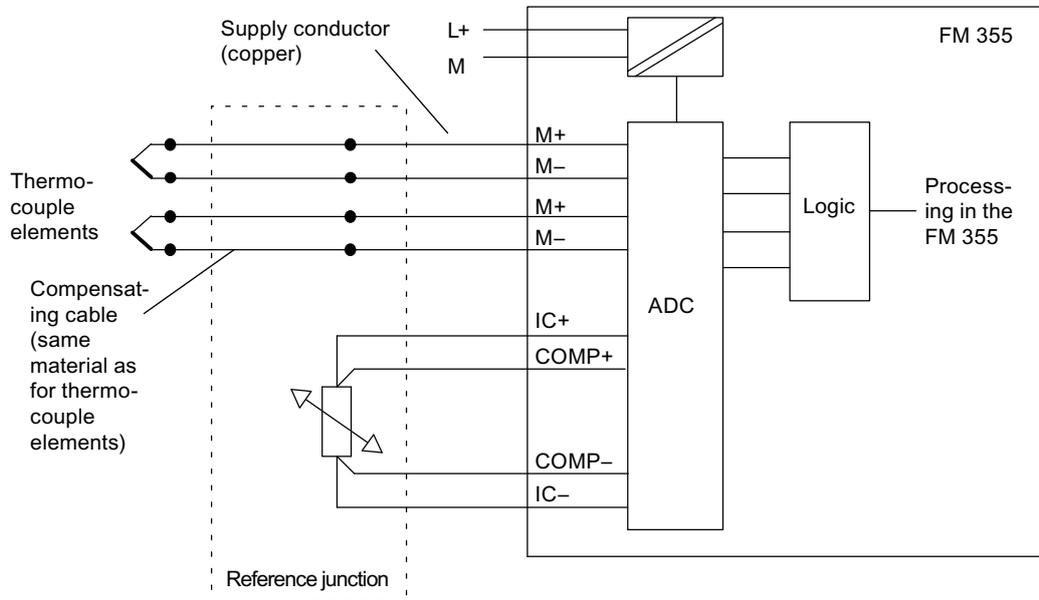 Supply conductor
(copper)
L+
M
FM 355
M+
M–
M+
M–
Thermo-
couple
elements
Logic
Process-
ing in the
FM 355
Compensat-
ing cable
(same
material as
for thermo-
couple
elements)
ADC
IC+
COMP+
COMP–
IC–
Reference junction